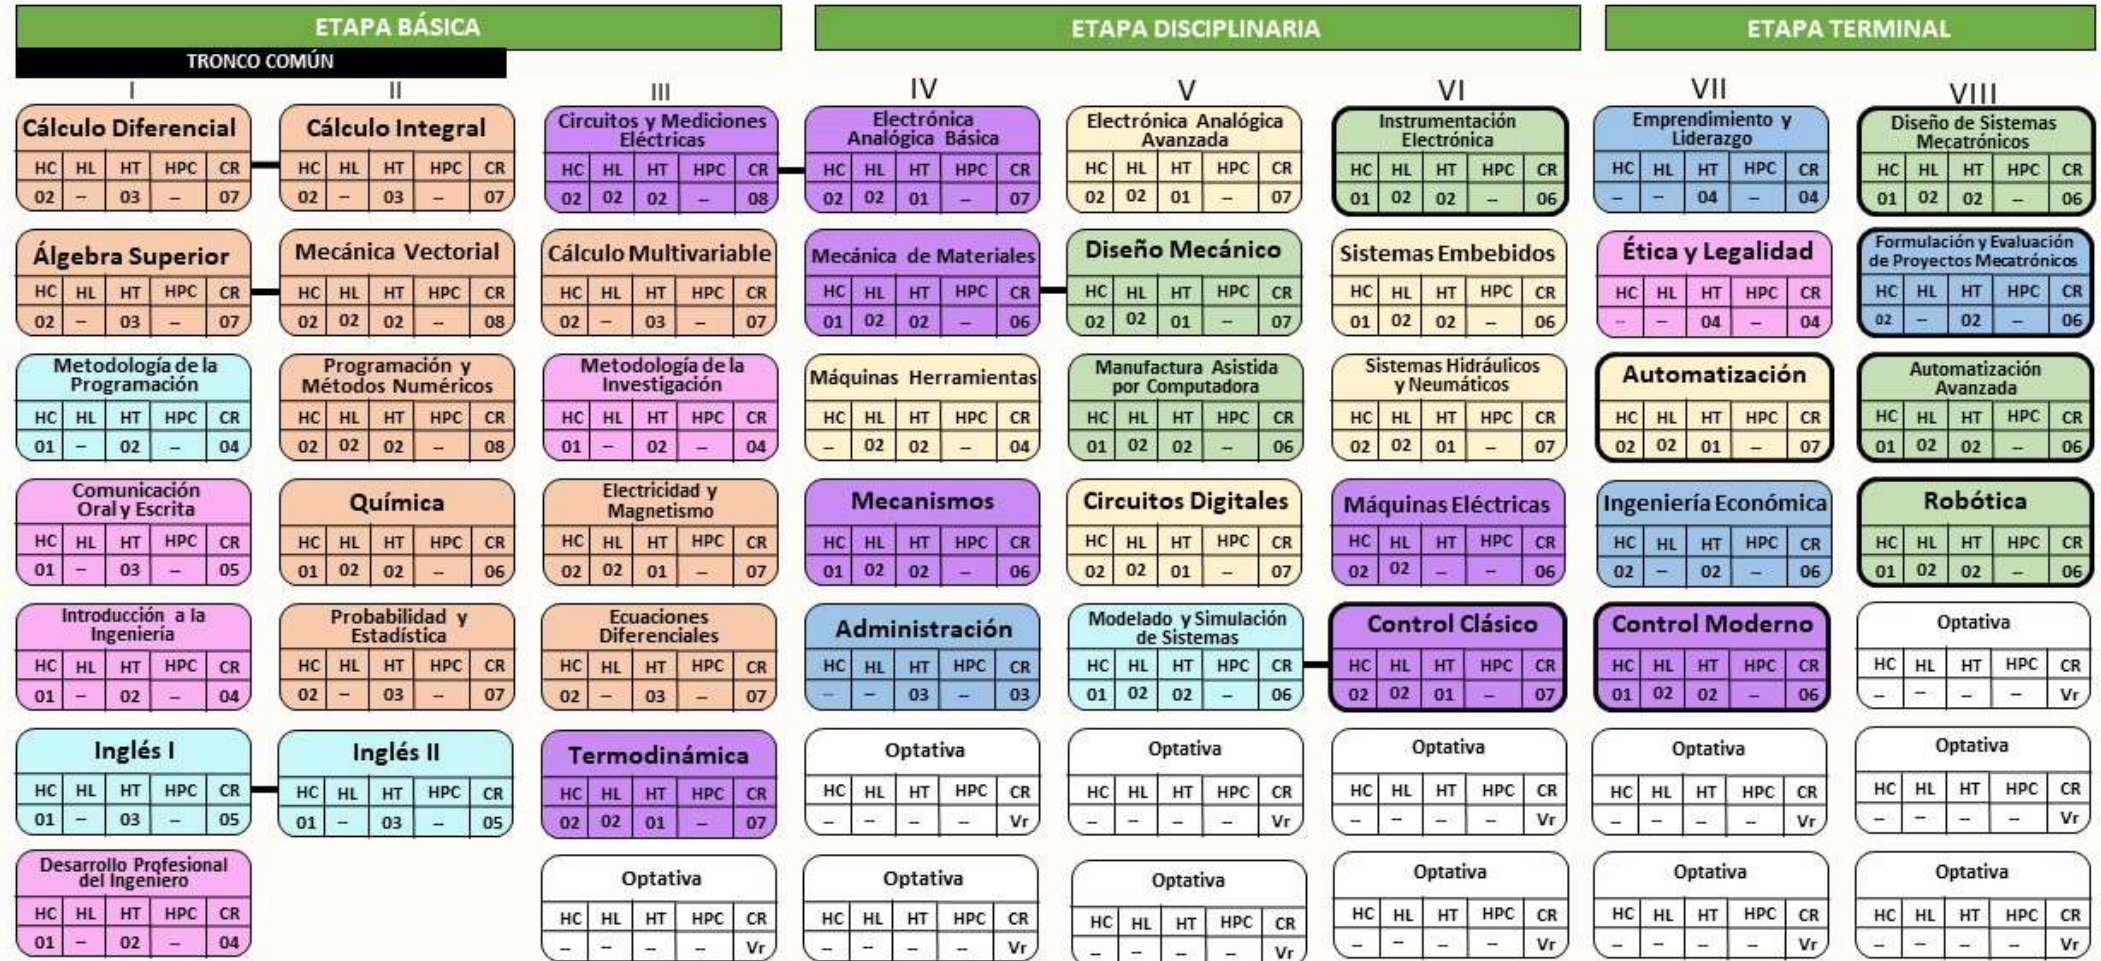 ETAPA BÁSICA
ETAPA DISCIPLINARIA
ETAPA TERMINAL
TRONCO COMÚN
I
Cálculo Diferencial
HC HL HT HPC CR
02 -- 03 -- 07
Álgebra Superior
HC HL HT HPC CR
02 -- 03 -- 07
Metodología de la
Programación
HC HL HT HPC CR
01 -- 02 -- 04
Comunicación
Oral y Escrita
HC HL HT HPC CR
01 -- 03 -- 05
Introducción a la
Ingeniería
HC HL HT HPC CR
01 -- 02 -- 04
Inglés I
HC HL HT HPC CR
01 -- 03 -- 05
Desarrollo Profesional
del Ingeniero
HC HL HT HPC CR
01 -- 02 -- 04
II
Cálculo Integral
HC HL HT HPC CR
02 -- 03 -- 07
Mecánica Vectorial
HC HL HT HPC CR
02 02 02 -- 08
Programación y
Métodos Numéricos
HC HL HT HPC CR
02 02 02 -- 08
Química
HC HL HT HPC CR
01 02 02 -- 06
Probabilidad y
Estadística
HC HL HT HPC CR
02 -- 03 -- 07
Inglés II
HC HL HT HPC CR
01 -- 03 -- 05
III
Circuitos y Mediciones
Eléctricas
HC HL HT HPC CR
02 02 02 -- 08
Cálculo Multivariable
HC HL HT HPC CR
02 -- 03 -- 07
Metodología de la
Investigación
HC HL HT HPC CR
01 -- 02 -- 04
Electricidad y
Magnetismo
HC HL HT HPC CR
02 02 01 -- 07
Ecuaciones
Diferenciales
HC HL HT HPC CR
02 -- 03 -- 07
Termodinámica
HC HL HT HPC CR
02 02 01 -- 07
Optativa
HC HL HT HPC CR
-- -- -- -- Vr
IV
Electrónica
Analógica Básica
HC HL HT HPC CR
02 02 01 -- 07
Mecánica de Materiales
HC HL HT HPC CR
01 02 02 -- 06
Máquinas Herramientas
HC HL HT HPC CR
-- 02 02 -- 04
Mecanismos
HC HL HT HPC CR
01 02 02 -- 06
Administración
HC HL HT HPC CR
-- -- 03 -- 03
Optativa
HC HL HT HPC CR
-- -- -- -- Vr
Optativa
HC HL HT HPC CR
-- -- -- -- Vr
V
Electrónica Analógica
Avanzada
HC HL HT HPC CR
02 02 01 -- 07
Diseño Mecánico
HC HL HT HPC CR
02 02 01 -- 07
Manufactura Asistida
por Computadora
HC HL HT HPC CR
01 02 02 -- 06
Circuitos Digitales
HC HL HT HPC CR
02 02 01 -- 07
Modelado y Simulación
de Sistemas
HC HL HT HPC CR
01 02 02 -- 06
Optativa
HC HL HT HPC CR
-- -- -- -- Vr
Optativa
HC HL HT HPC CR
-- -- -- -- Vr
VI
Instrumentación
Electrónica
HC HL HT HPC CR
01 02 02 -- 06
Sistemas Embebidos
HC HL HT HPC CR
01 02 02 -- 06
Sistemas Hidráulicos
y Neumáticos
HC HL HT HPC CR
02 02 01 -- 07
Máquinas Eléctricas
HC HL HT HPC CR
02 02 -- -- 06
Control Clásico
HC HL HT HPC CR
02 02 01 -- 07
Optativa
HC HL HT HPC CR
-- -- -- -- Vr
Optativa
HC HL HT HPC CR
-- -- -- -- Vr
VII
Emprendimiento y
Liderazgo
HC HL HT HPC CR
-- -- 04 -- 04
Ética y Legalidad
HC HL HT HPC CR
-- -- 04 -- 04
Automatización
HC HL HT HPC CR
02 02 01 -- 07
Ingeniería Económica
HC HL HT HPC CR
02 -- 02 -- 06
Control Moderno
HC HL HT HPC CR
01 02 02 -- 06
Optativa
HC HL HT HPC CR
-- -- -- -- Vr
Optativa
HC HL HT HPC CR
-- -- -- -- Vr
VIII
Diseño de Sistemas
Mecatrónicos
HC HL HT HPC CR
01 02 02 -- 06
Formulación y Evaluación
de Proyectos Mecatrónicos
HC HL HT HPC CR
02 -- 02 -- 06
Automatización
Avanzada
HC HL HT HPC CR
01 02 02 -- 06
Robótica
HC HL HT HPC CR
01 02 02 -- 06
Optativa
HC HL HT HPC CR
-- -- -- -- Vr
Optativa
HC HL HT HPC CR
-- -- -- -- Vr
Optativa
HC HL HT HPC CR
-- -- -- -- Vr